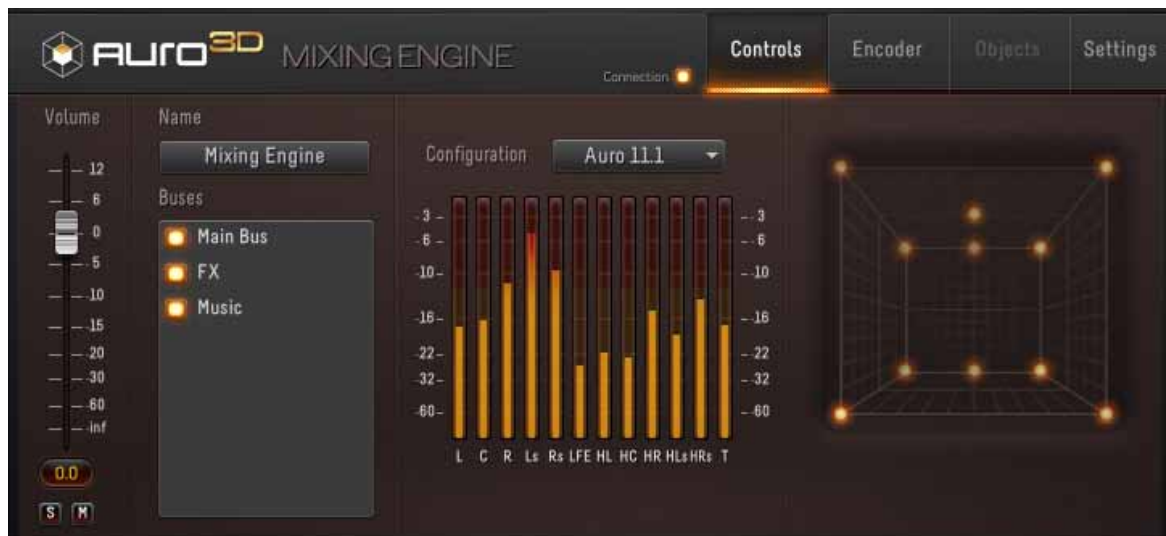 AURO 3D MIXING ENGINE
Connection
Controls
Encoder
Objects
Settings
Volume
12
6
0
5
10
15
20
30
60
inf
0.0
S M
Name
Mixing Engine
Buses
Main Bus
FX
Music
Configuration Auro 11.1
-3 - - -3
-6 - - -6
-10- - -10
-16- - -16
-22- - -22
-32- - -32
-60- - -60
L C R Ls Rs LFE HL HC HR HLs HRs T